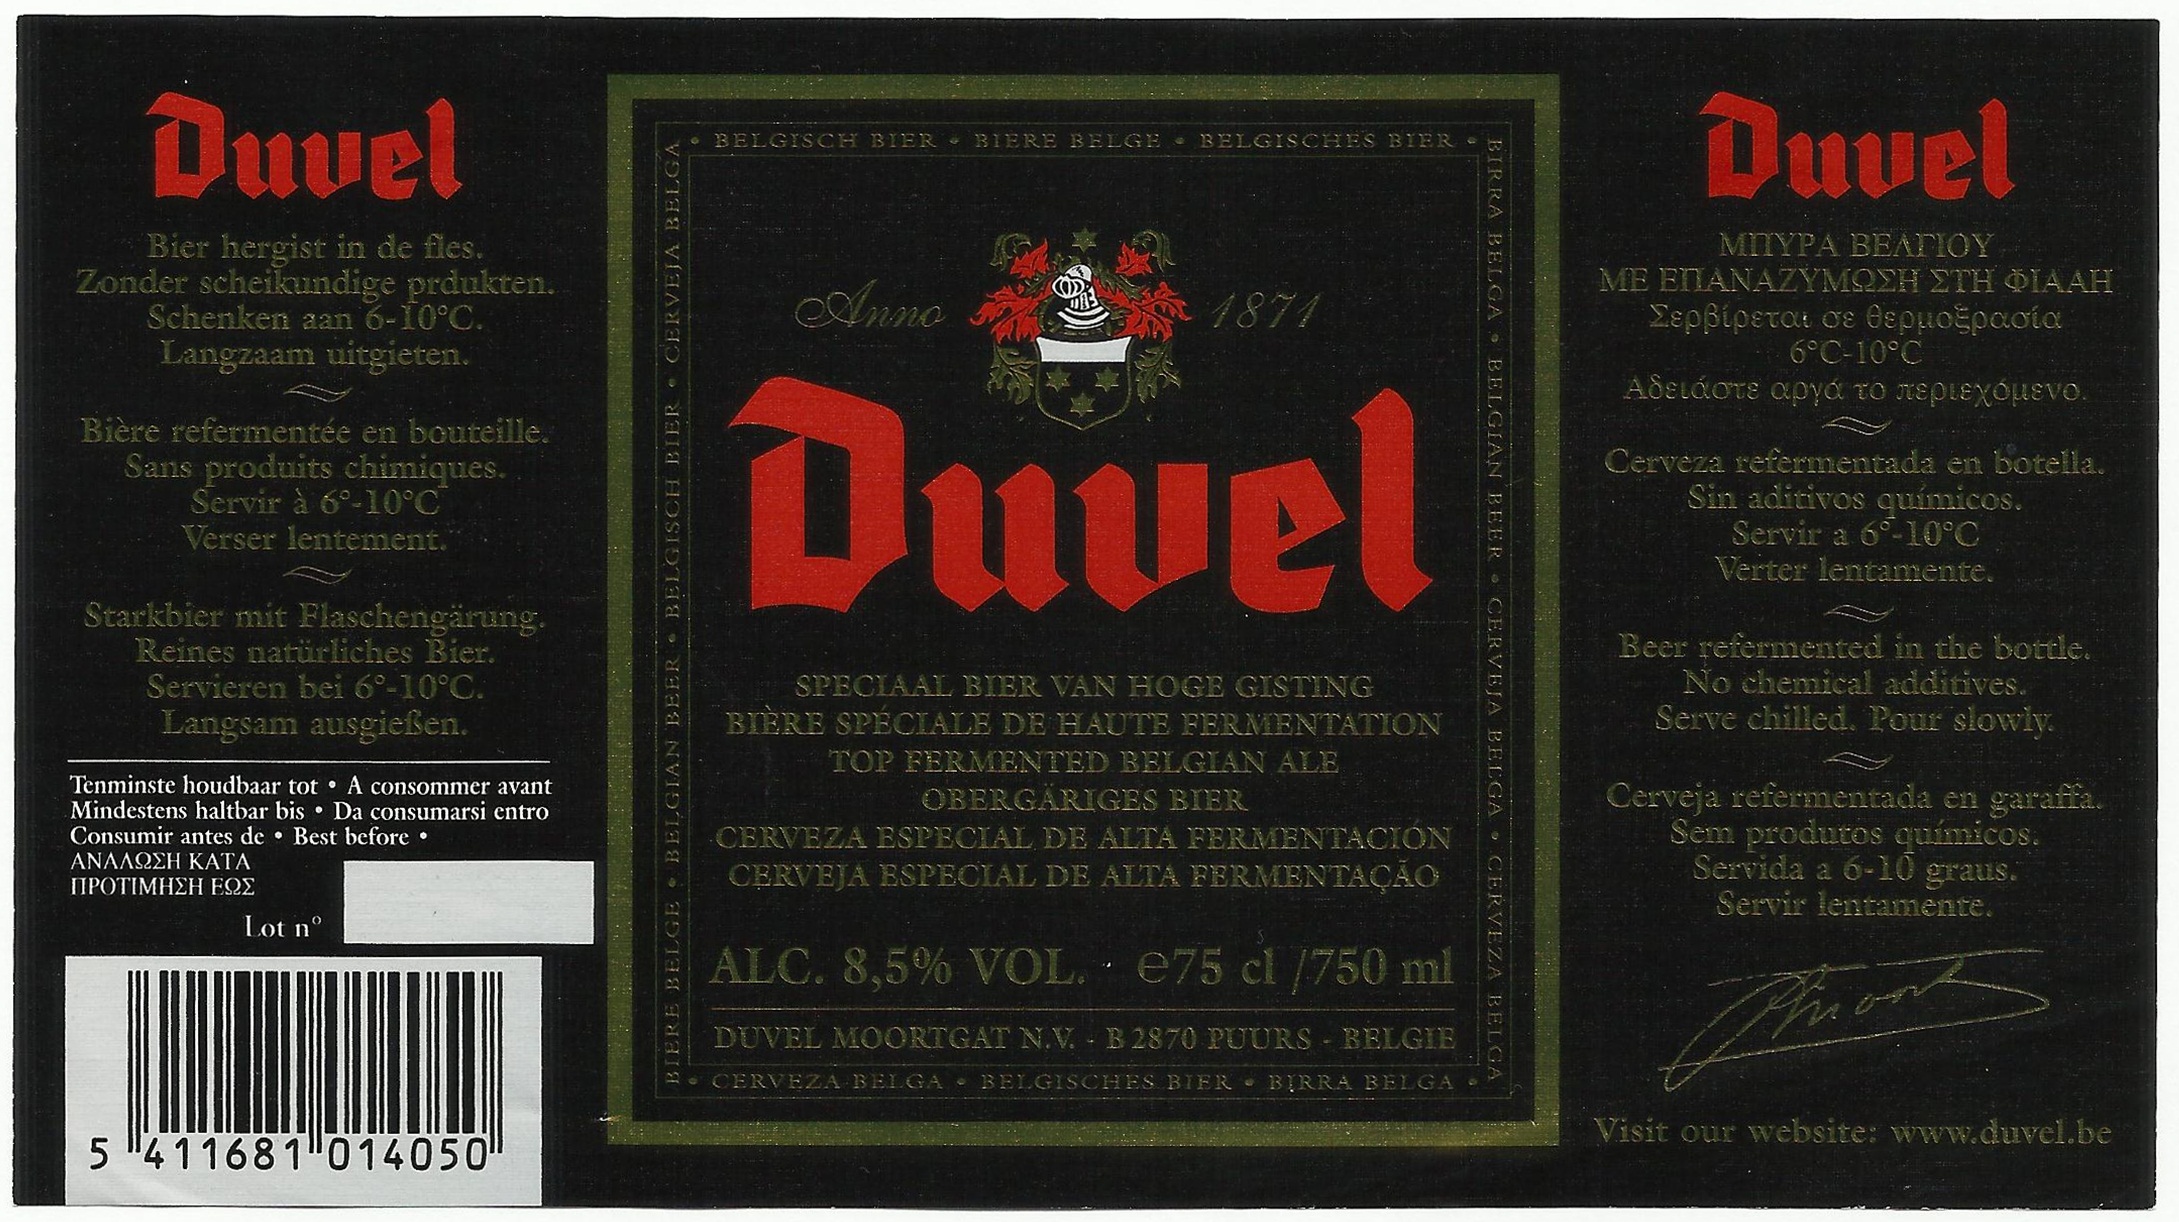 Duvel
Bier hergist in de fles.
Zonder scheikundige prdukten.
Schenken aan 6-10°C.
Langzaam uitgieten.
Bière refermentée en bouteille.
Sans produits chimiques.
Servir à 6°-10°C
Verser lentement.
Starkbier mit Flaschengärung.
Reines natürliches Bier.
Servieren bei 6°-10°C.
Langsam ausgießen.
Tenminste houdbaar tot • A consommer avant
Mindestens haltbar bis • Da consumarsi entro
Consumir antes de • Best before •
ΑΝΑΛΩΣΗ ΚΑΤΑ
ΠΡΟΤΙΜΗΣΗ ΕΩΣ
Lot n°
5 411681 014050
• BELGISCH BIER • BIERE BELGE • BELGISCHES BIER •
BIERE BELGE • BELGIAN BEER • BELGISCH BIER • CERVEJA BELGA
BIRRA BELGA • BELGIAN BEER • CERVEJA BELGA • CERVEZA BELGA
Anno 1871
Duvel
SPECIAAL BIER VAN HOGE GISTING
BIÈRE SPÉCIALE DE HAUTE FERMENTATION
TOP FERMENTED BELGIAN ALE
OBERGÄRIGES BIER
CERVEZA ESPECIAL DE ALTA FERMENTACIÓN
CERVEJA ESPECIAL DE ALTA FERMENTAÇÃO
ALC. 8,5% VOL. · ℮75 cl /750 ml
DUVEL MOORTGAT N.V. - B 2870 PUURS - BELGIE
• CERVEZA BELGA • BELGISCHES BIER • BIRRA BELGA •
Duvel
ΜΠΥΡΑ ΒΕΛΓΙΟΥ
ΜΕ ΕΠΑΝΑΖΥΜΩΣΗ ΣΤΗ ΦΙΑΛΗ
Σερβίρεται σε θερμοξρασία
6°C-10°C
Αδειάστε αργά το περιεχόμενο.
Cerveza refermentada en botella.
Sin aditivos químicos.
Servir a 6°-10°C
Verter lentamente.
Beer refermented in the bottle.
No chemical additives.
Serve chilled. Pour slowly.
Cerveja refermentada en garaffa.
Sem produtos químicos.
Servida a 6-10 graus.
Servir lentamente.
Visit our website: www.duvel.be